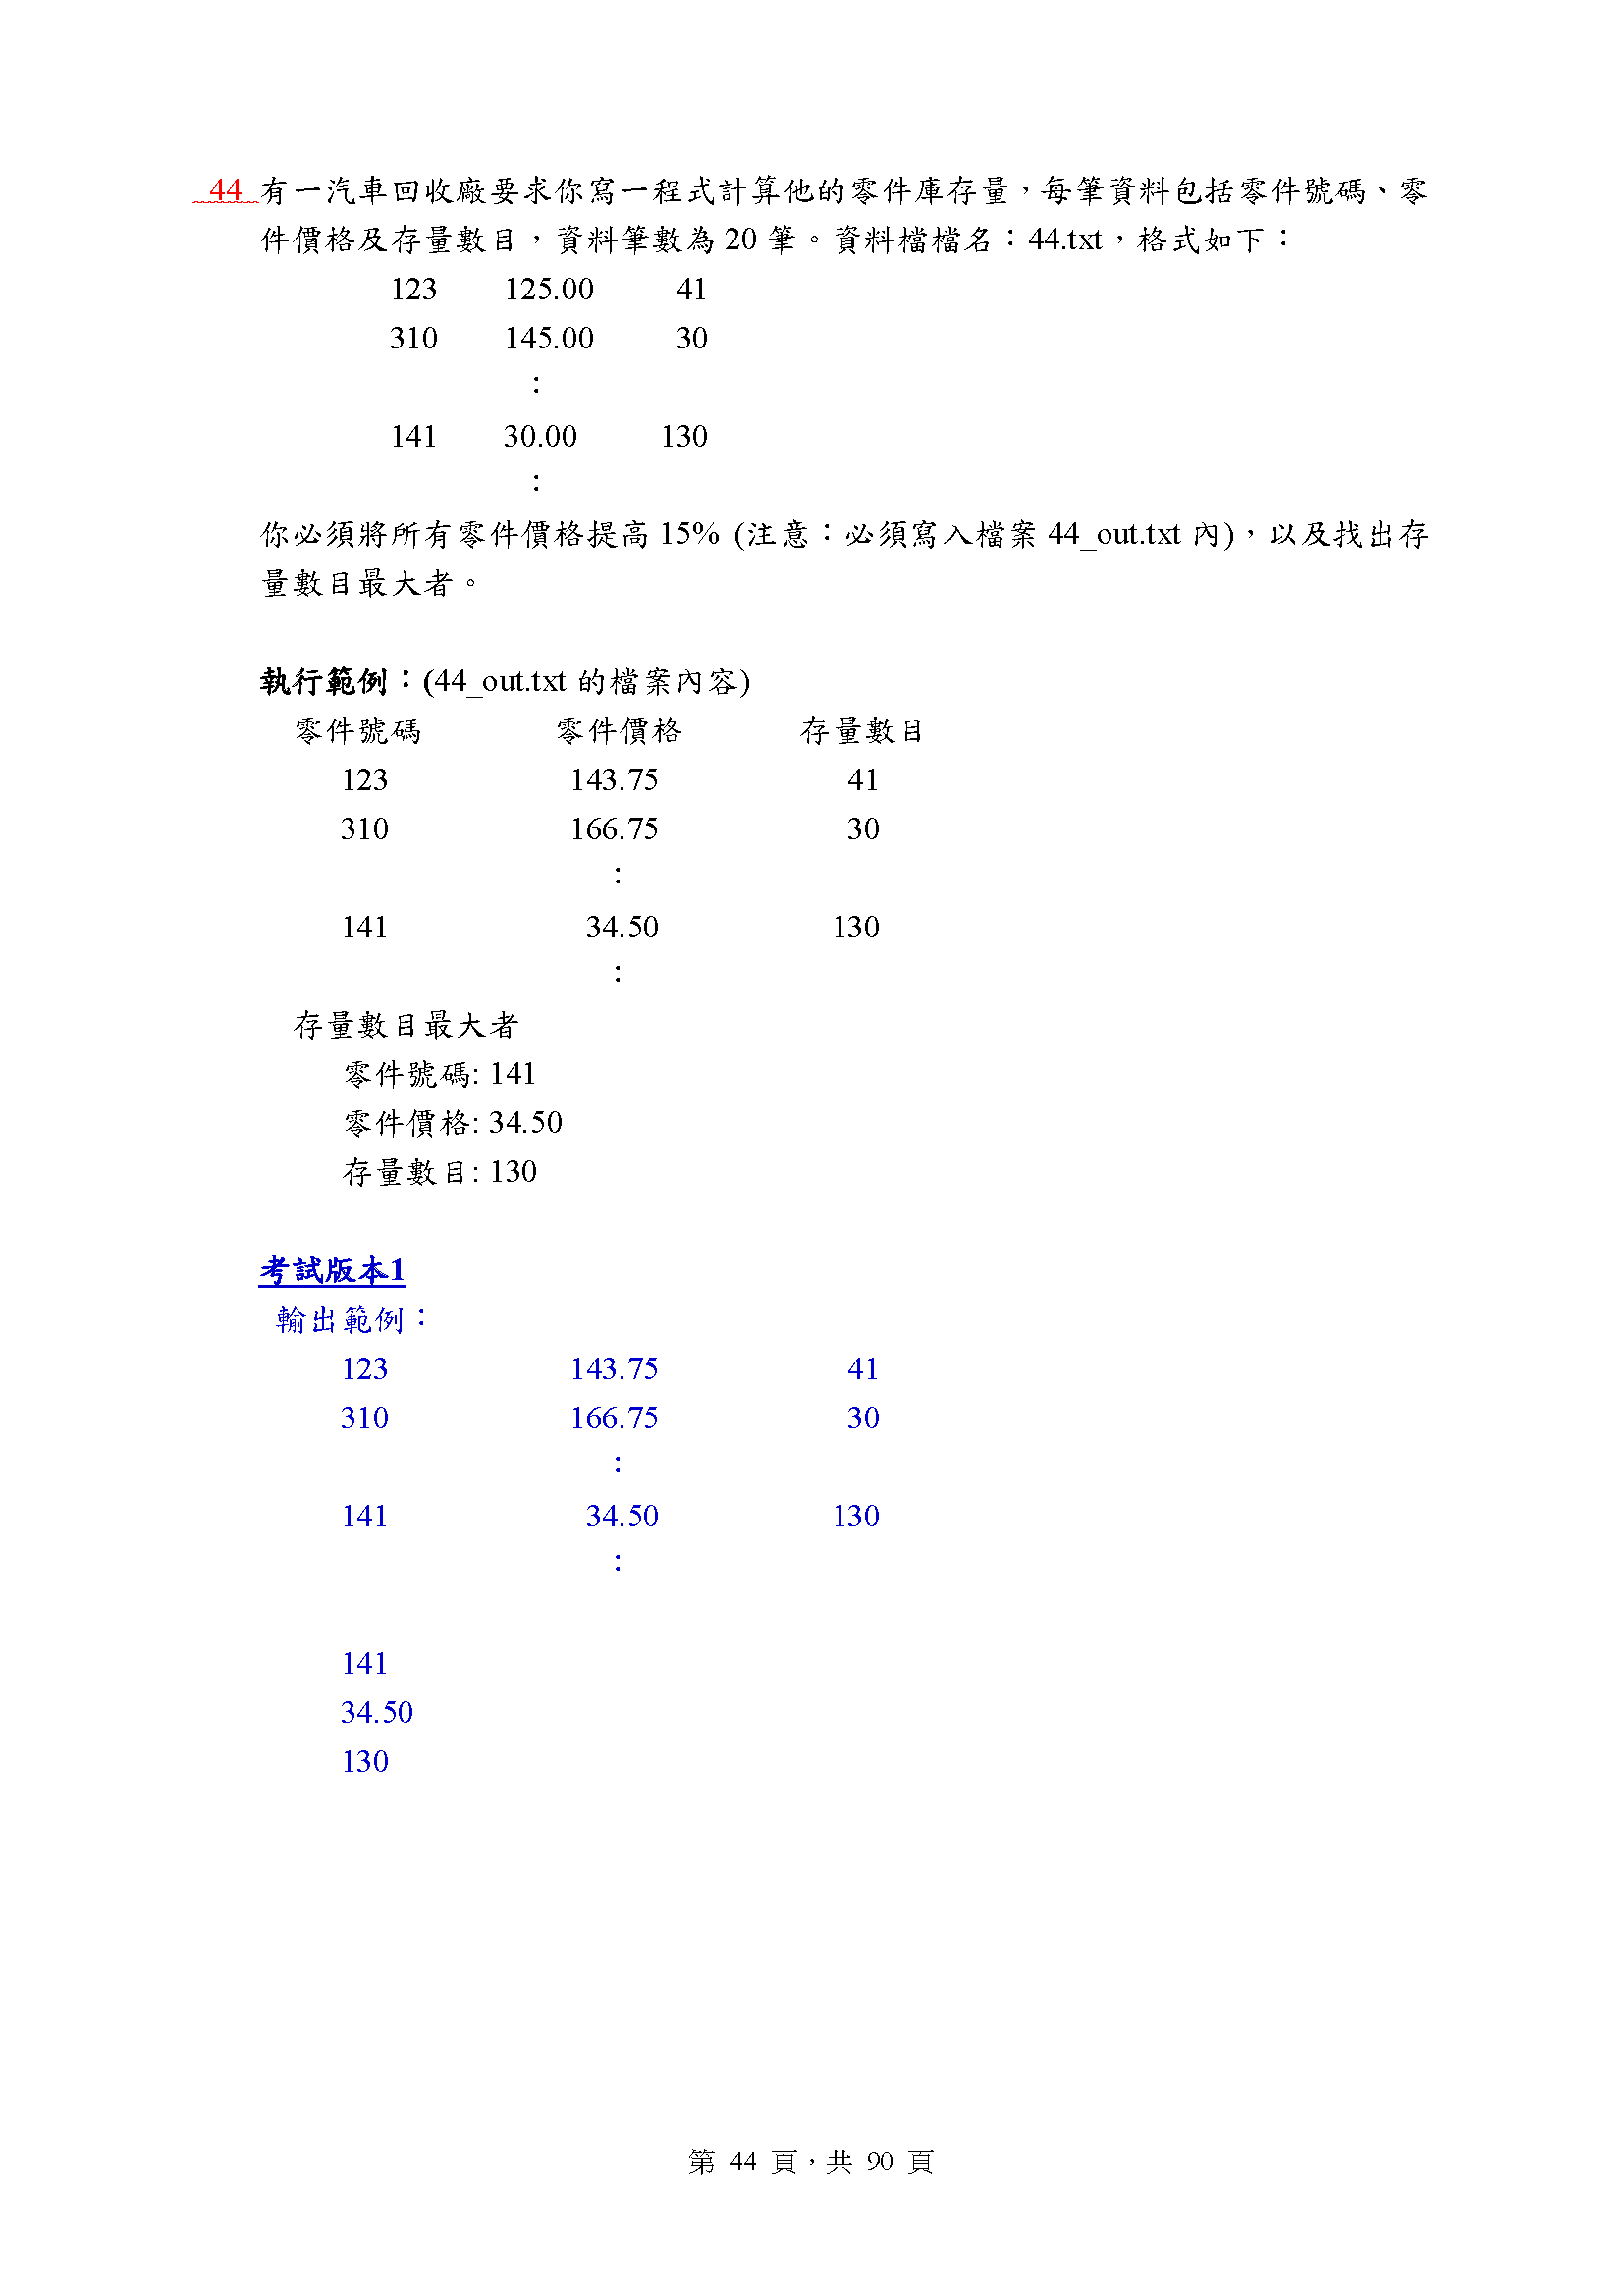 44 有一汽車回收廠要求你寫一程式計算他的零件庫存量，每筆資料包括零件號碼、零
件價格及存量數目，資料筆數為 20 筆。資料檔檔名：44.txt，格式如下：
123 125.00 41
310 145.00 30
：
141 30.00 130
：
你必須將所有零件價格提高 15% (注意：必須寫入檔案 44_out.txt 內)，以及找出存
量數目最大者。
執行範例：(44_out.txt 的檔案內容)
零件號碼 零件價格 存量數目
123 143.75 41
310 166.75 30
：
141 34.50 130
：
存量數目最大者
零件號碼: 141
零件價格: 34.50
存量數目: 130
考試版本1
輸出範例：
123 143.75 41
310 166.75 30
：
141 34.50 130
：
141
34.50
130
第 44 頁，共 90 頁